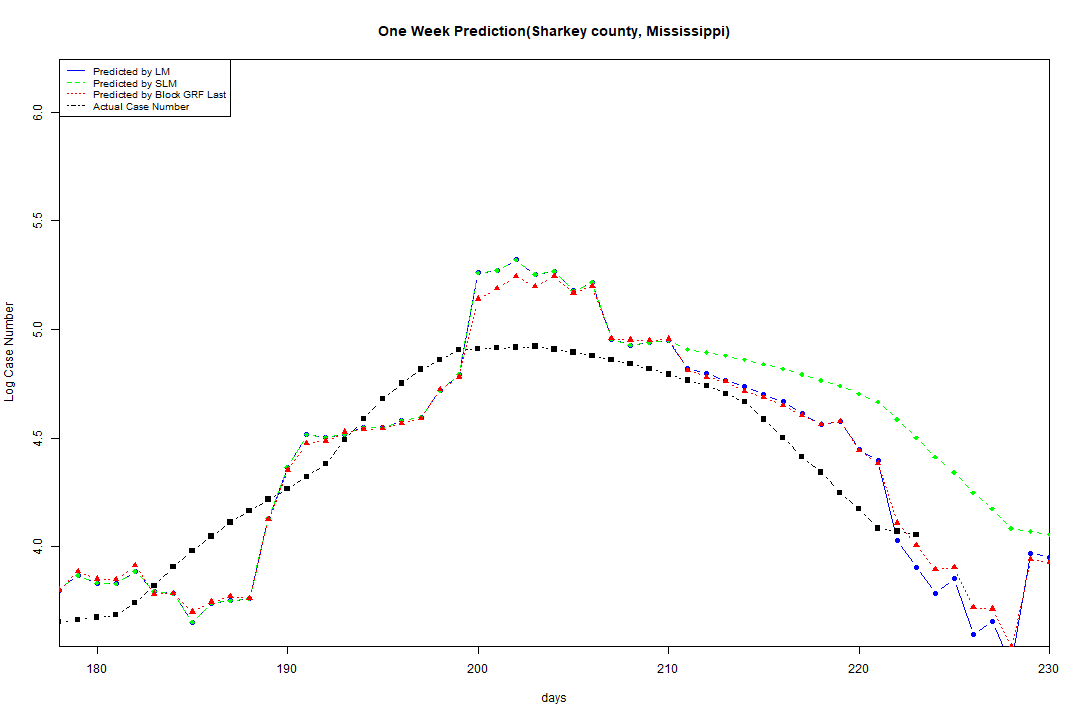 One Week Prediction(Sharkey county, Mississippi)
Predicted by LM
Predicted by SLM
Predicted by Block GRF Last
Actual Case Number
6.0
5.5
5.0
4.5
4.0
Log Case Number
180 190 200 210 220 230
days